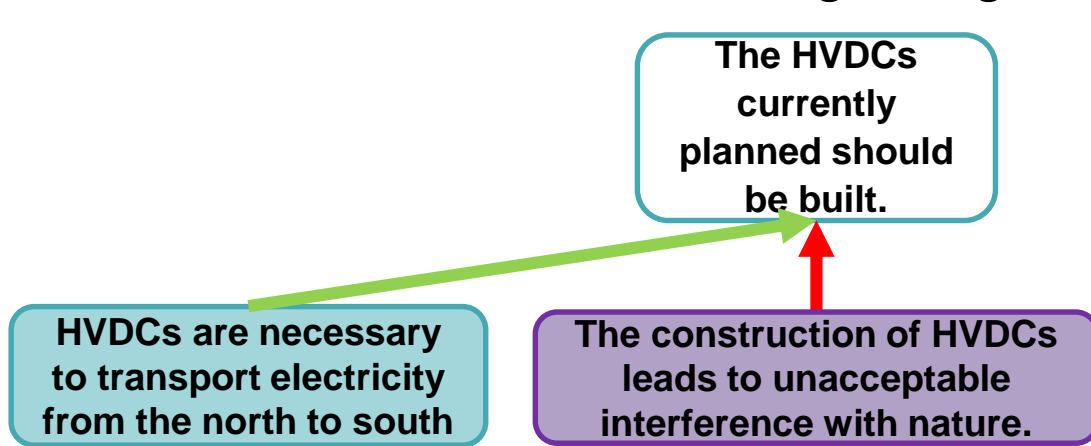 The HVDCs
currently
planned should
be built.
HVDCs are necessary
to transport electricity
from the north to south
The construction of HVDCs
leads to unacceptable
interference with nature.